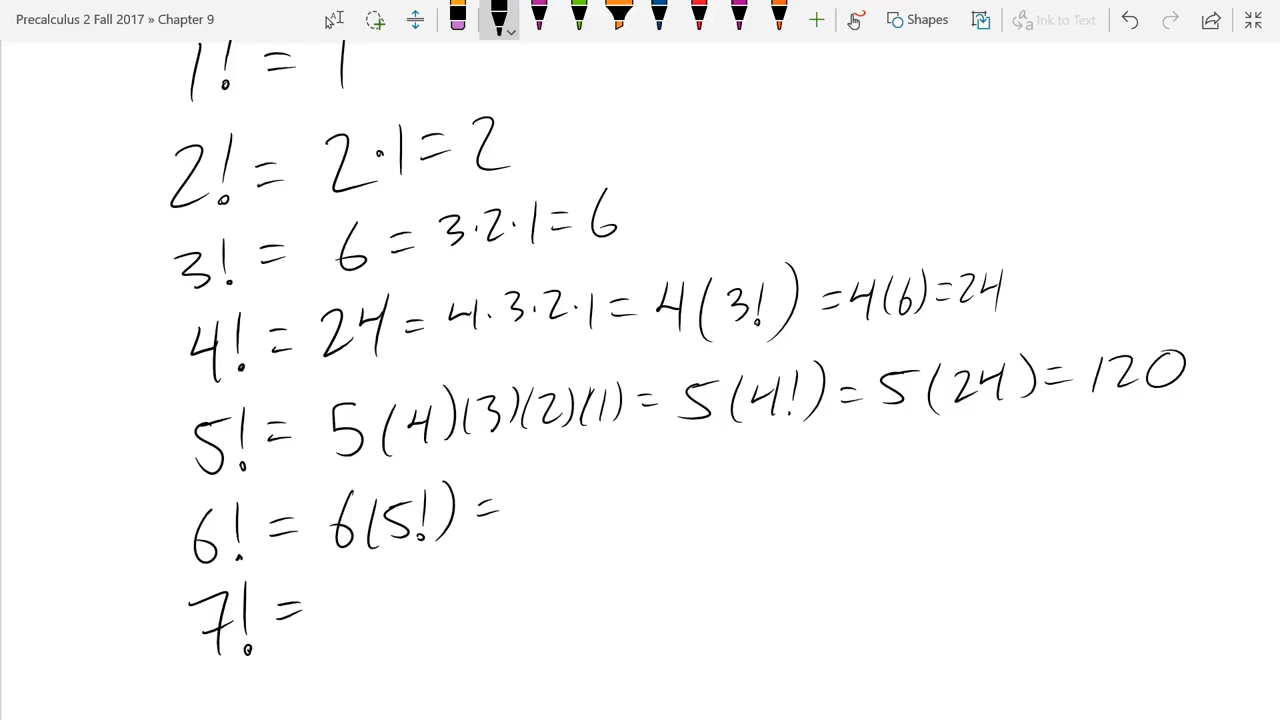 Precalculus 2 Fall 2017 » Chapter 9
Shapes
Ink to Text
1! = 1
2! = 2·1 = 2
3! = 6 = 3·2·1 = 6
4! = 24 = 4·3·2·1 = 4(3!) = 4(6) = 24
5! = 5(4)(3)(2)(1) = 5(4!) = 5(24) = 120
6! = 6(5!) =
7! =